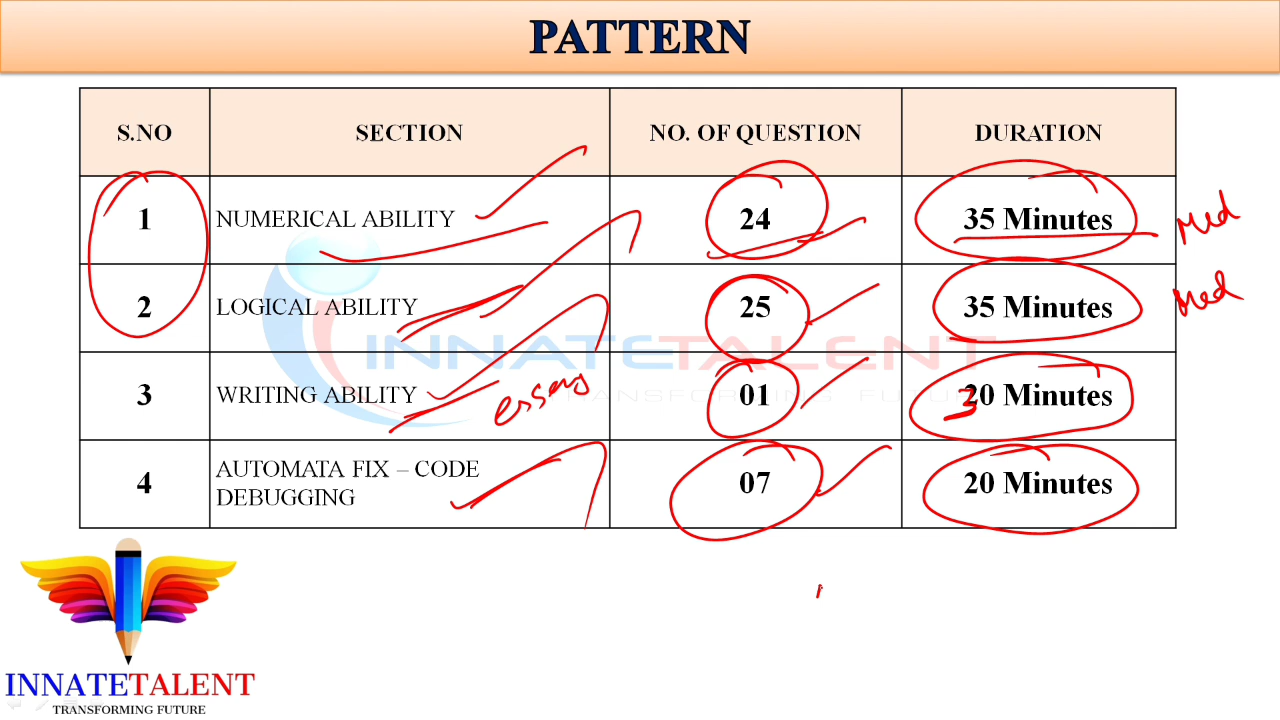 PATTERN
S.NO SECTION NO. OF QUESTION DURATION
1 NUMERICAL ABILITY 24 35 Minutes Med
2 LOGICAL ABILITY 25 35 Minutes Med
INNATETALENT
3 WRITING ABILITY essay 01 20 Minutes
3
TRANSFORMING FUTURE
4 AUTOMATA FIX – CODE
DEBUGGING 07 20 Minutes
INNATETALENT
TRANSFORMING FUTURE